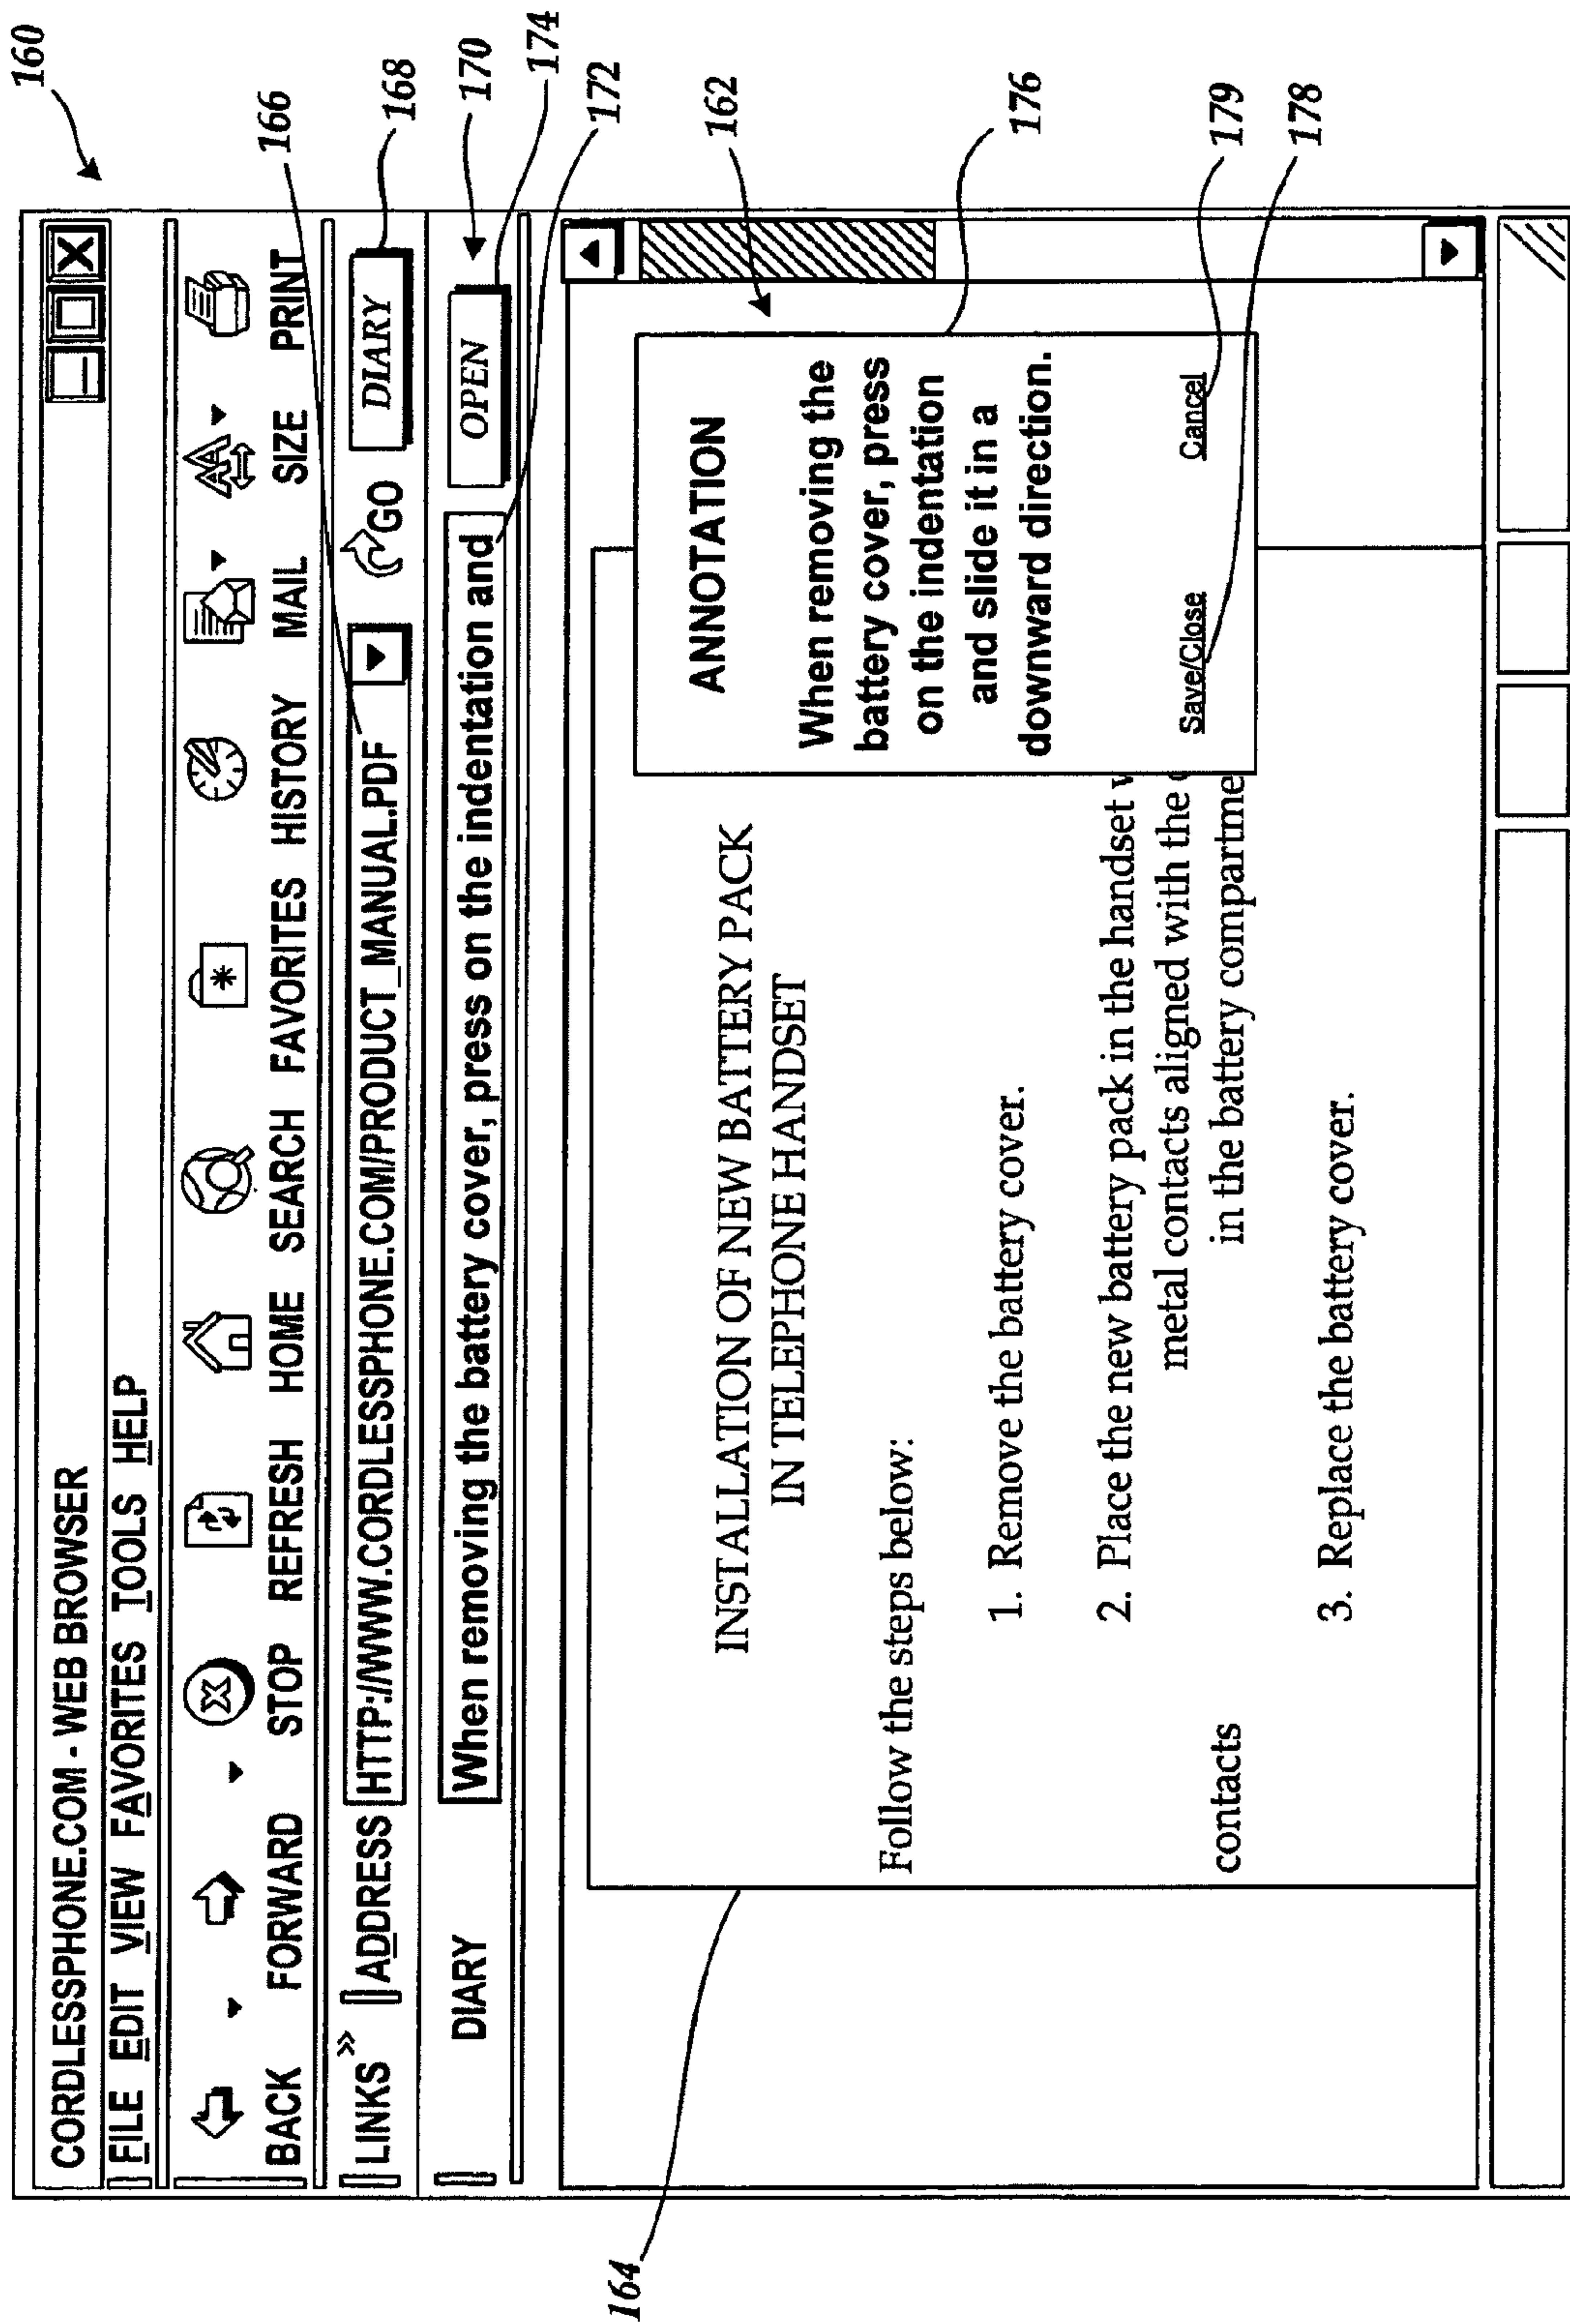 160
CORDLESSPHONE.COM - WEB BROWSER
FILE EDIT VIEW FAVORITES TOOLS HELP
BACK FORWARD STOP REFRESH HOME SEARCH FAVORITES HISTORY MAIL SIZE PRINT
166
LINKS » ADDRESS HTTP://WWW.CORDLESSPHONE.COM/PRODUCT_MANUAL.PDF GO DIARY
168
DIARY When removing the battery cover, press on the indentation and OPEN
170
174
172
164
INSTALLATION OF NEW BATTERY PACK
IN TELEPHONE HANDSET
Follow the steps below:
1. Remove the battery cover.
2. Place the new battery pack in the handset
metal contacts aligned with the
contacts in the battery compartme
3. Replace the battery cover.
162
ANNOTATION
When removing the
battery cover, press
on the indentation
and slide it in a
downward direction.
Save/Close Cancel
176
179
178